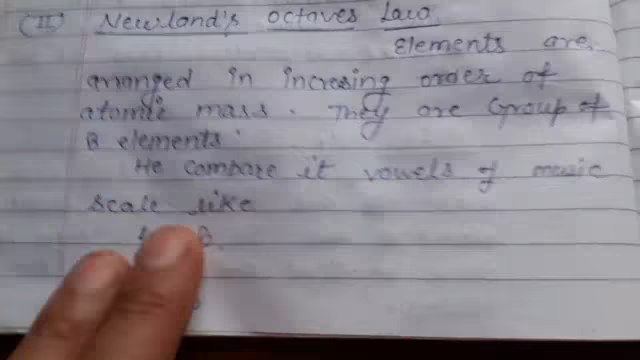 (II) Newland's octaves Law
Elements are
arranged in incresing order of
atomic mass. They are Group of
8 elements.
He compare it vowels of music
scale like